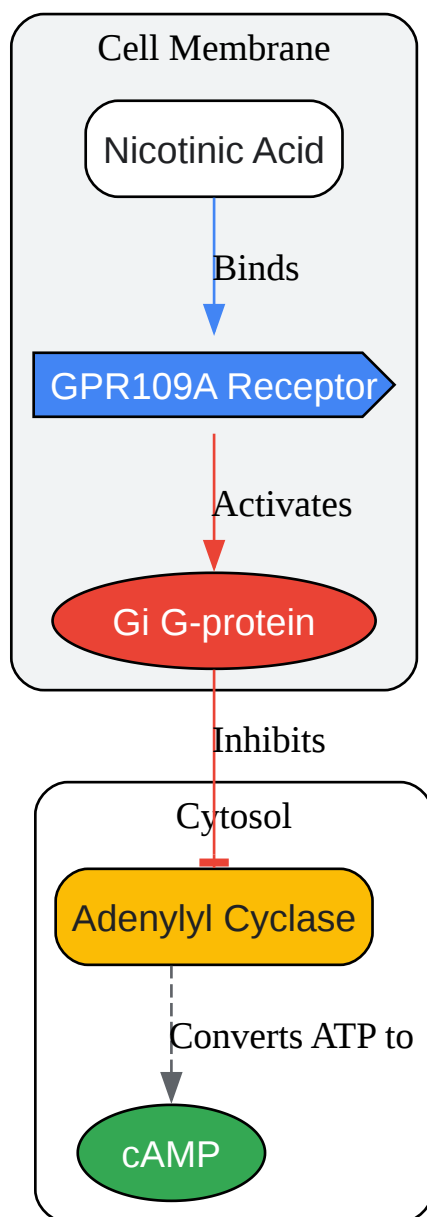 Cell Membrane
Nicotinic Acid
Binds
GPR109A Receptor
Activates
Gi G-protein
Inhibits
Cytosol
Adenylyl Cyclase
Converts ATP to
cAMP